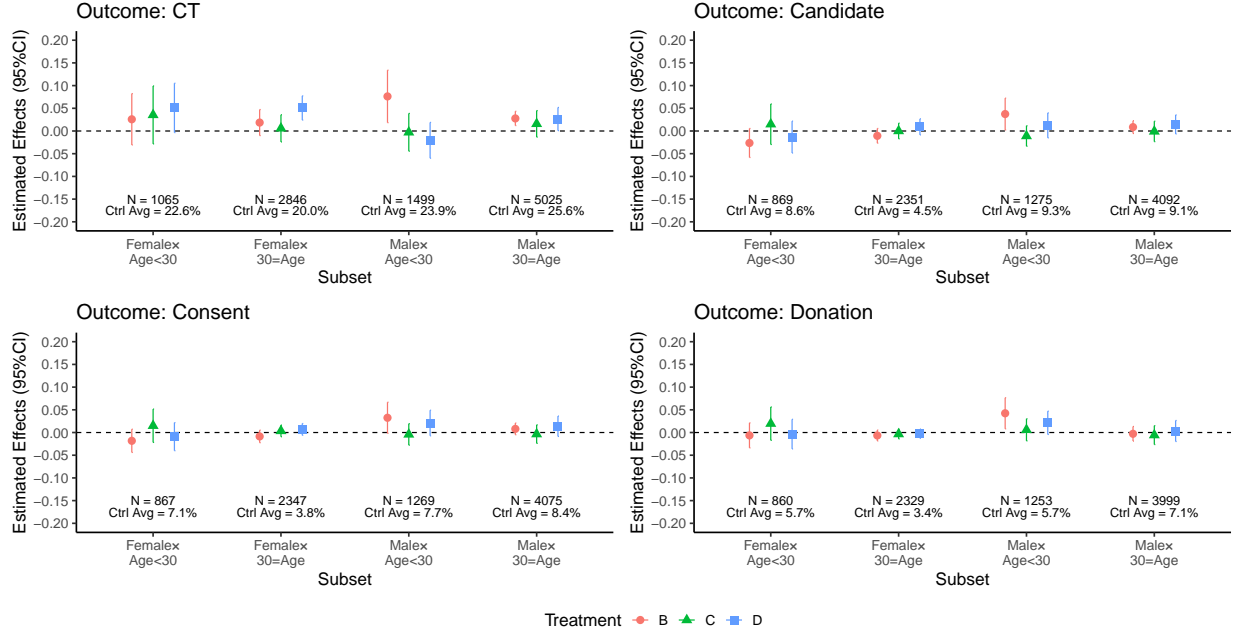 Outcome: CT
Estimated Effects (95%CI)
0.20
0.15
0.10
0.05
0.00
−0.05
−0.10
−0.15
−0.20
N = 1065
Ctrl Avg = 22.6%
N = 2846
Ctrl Avg = 20.0%
N = 1499
Ctrl Avg = 23.9%
N = 5025
Ctrl Avg = 25.6%
Female×
Age<30
Female×
30=Age
Male×
Age<30
Male×
30=Age
Subset
Outcome: Candidate
Estimated Effects (95%CI)
0.20
0.15
0.10
0.05
0.00
−0.05
−0.10
−0.15
−0.20
N = 869
Ctrl Avg = 8.6%
N = 2351
Ctrl Avg = 4.5%
N = 1275
Ctrl Avg = 9.3%
N = 4092
Ctrl Avg = 9.1%
Female×
Age<30
Female×
30=Age
Male×
Age<30
Male×
30=Age
Subset
Outcome: Consent
Estimated Effects (95%CI)
0.20
0.15
0.10
0.05
0.00
−0.05
−0.10
−0.15
−0.20
N = 867
Ctrl Avg = 7.1%
N = 2347
Ctrl Avg = 3.8%
N = 1269
Ctrl Avg = 7.7%
N = 4075
Ctrl Avg = 8.4%
Female×
Age<30
Female×
30=Age
Male×
Age<30
Male×
30=Age
Subset
Outcome: Donation
Estimated Effects (95%CI)
0.20
0.15
0.10
0.05
0.00
−0.05
−0.10
−0.15
−0.20
N = 860
Ctrl Avg = 5.7%
N = 2329
Ctrl Avg = 3.4%
N = 1253
Ctrl Avg = 5.7%
N = 3999
Ctrl Avg = 7.1%
Female×
Age<30
Female×
30=Age
Male×
Age<30
Male×
30=Age
Subset
Treatment B C D